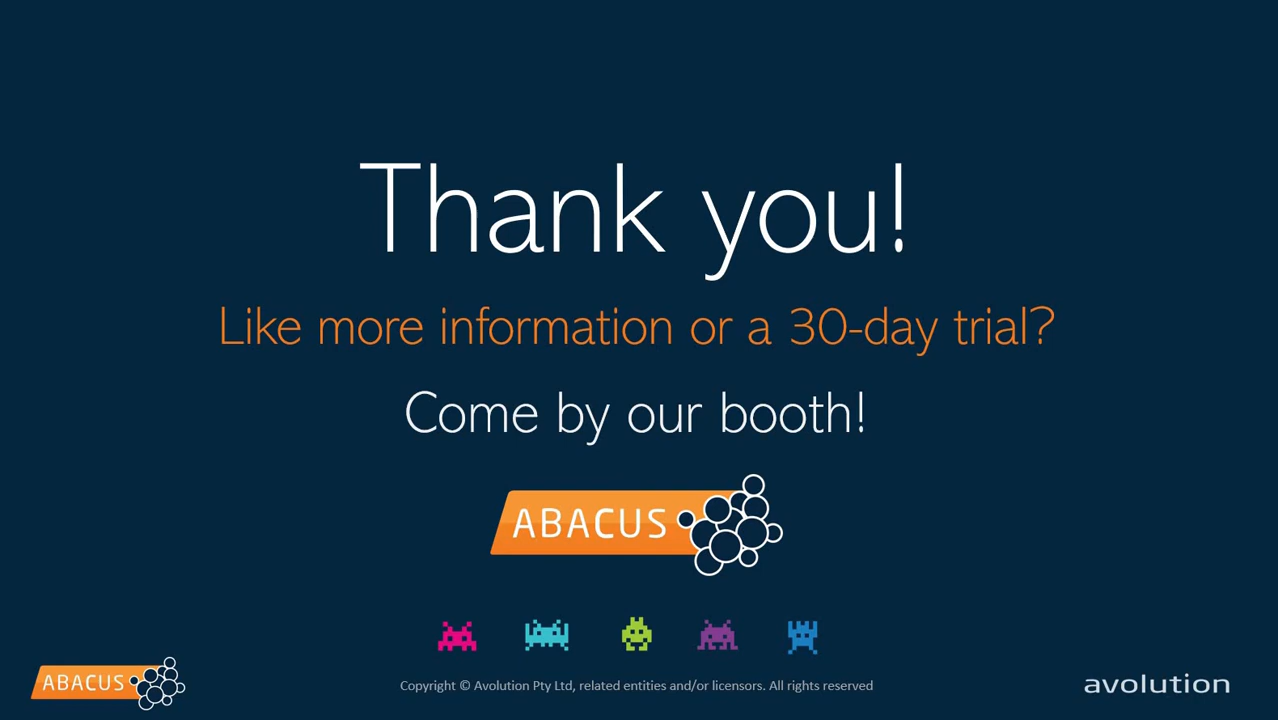 Thank you!
Like more information or a 30-day trial?
Come by our booth!
ABACUS
ABACUS
Copyright © Avolution Pty Ltd, related entities and/or licensors. All rights reserved
avolution